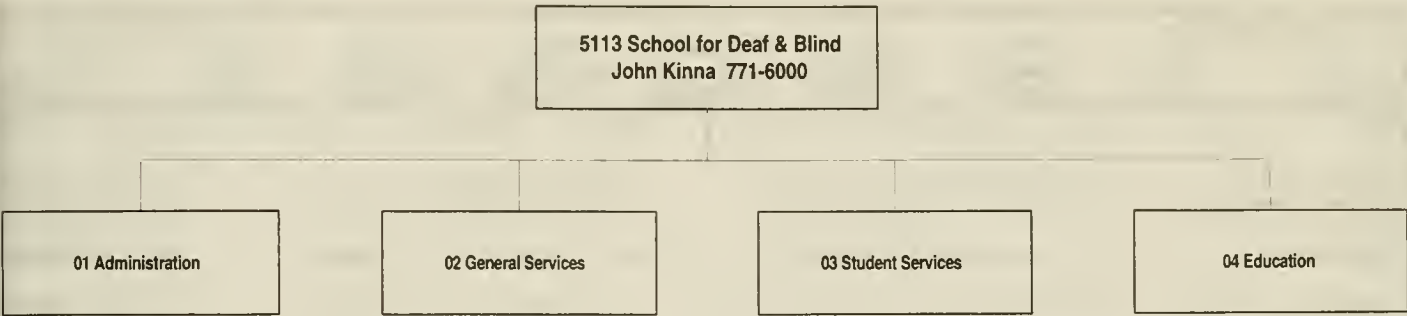 5113 School for Deaf & Blind
John Kinna 771-6000
01 Administration
02 General Services
03 Student Services
04 Education